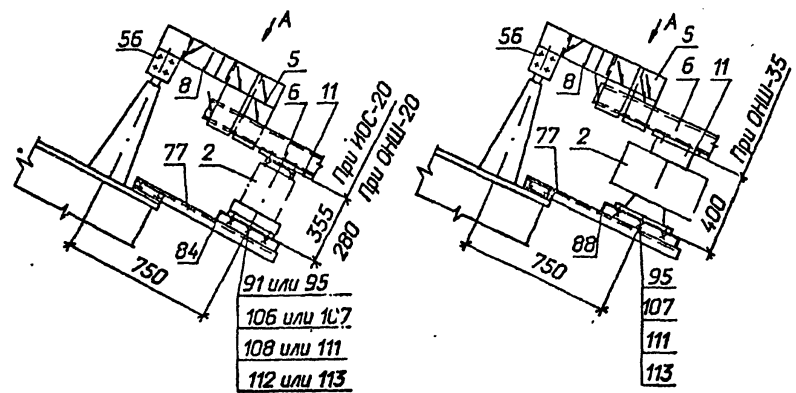 А
56
8
5
6
11
77
2
При ИОС-20
355
При ОНШ-20
280
84
750
91 или 95
106 или 107
108 или 111
112 или 113
А
56
8
5
6
11
При ОНШ-35
77
2
400
88
750
95
107
111
113